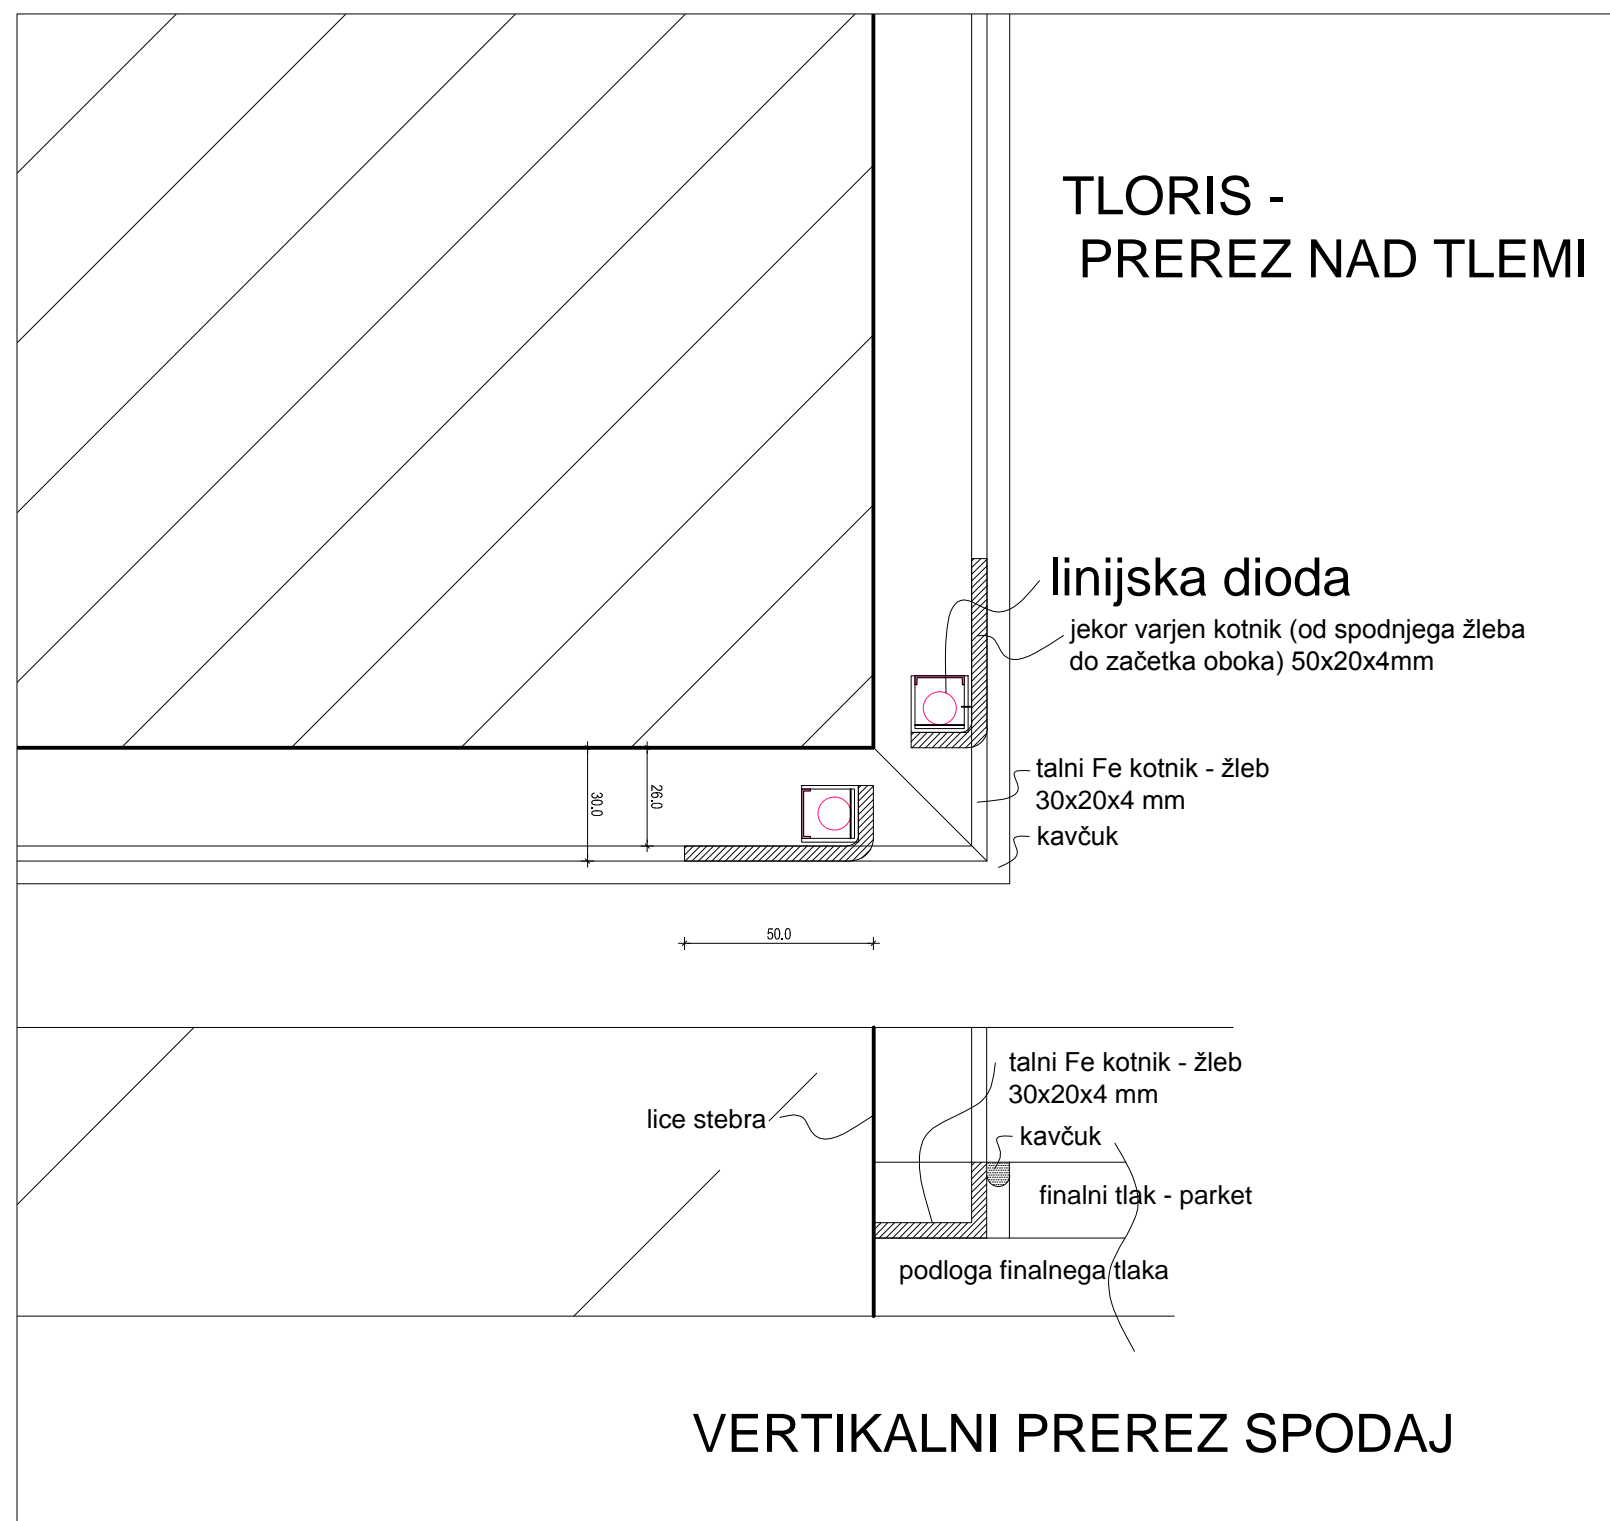 TLORIS -
PREREZ NAD TLEMI
linijska dioda
jekor varjen kotnik (od spodnjega žleba
do začetka oboka) 50x20x4mm
talni Fe kotnik - žleb
30x20x4 mm
kavčuk
26.0
30.0
50.0
talni Fe kotnik - žleb
30x20x4 mm
lice stebra
kavčuk
finalni tlak - parket
podloga finalnega tlaka
VERTIKALNI PREREZ SPODAJ